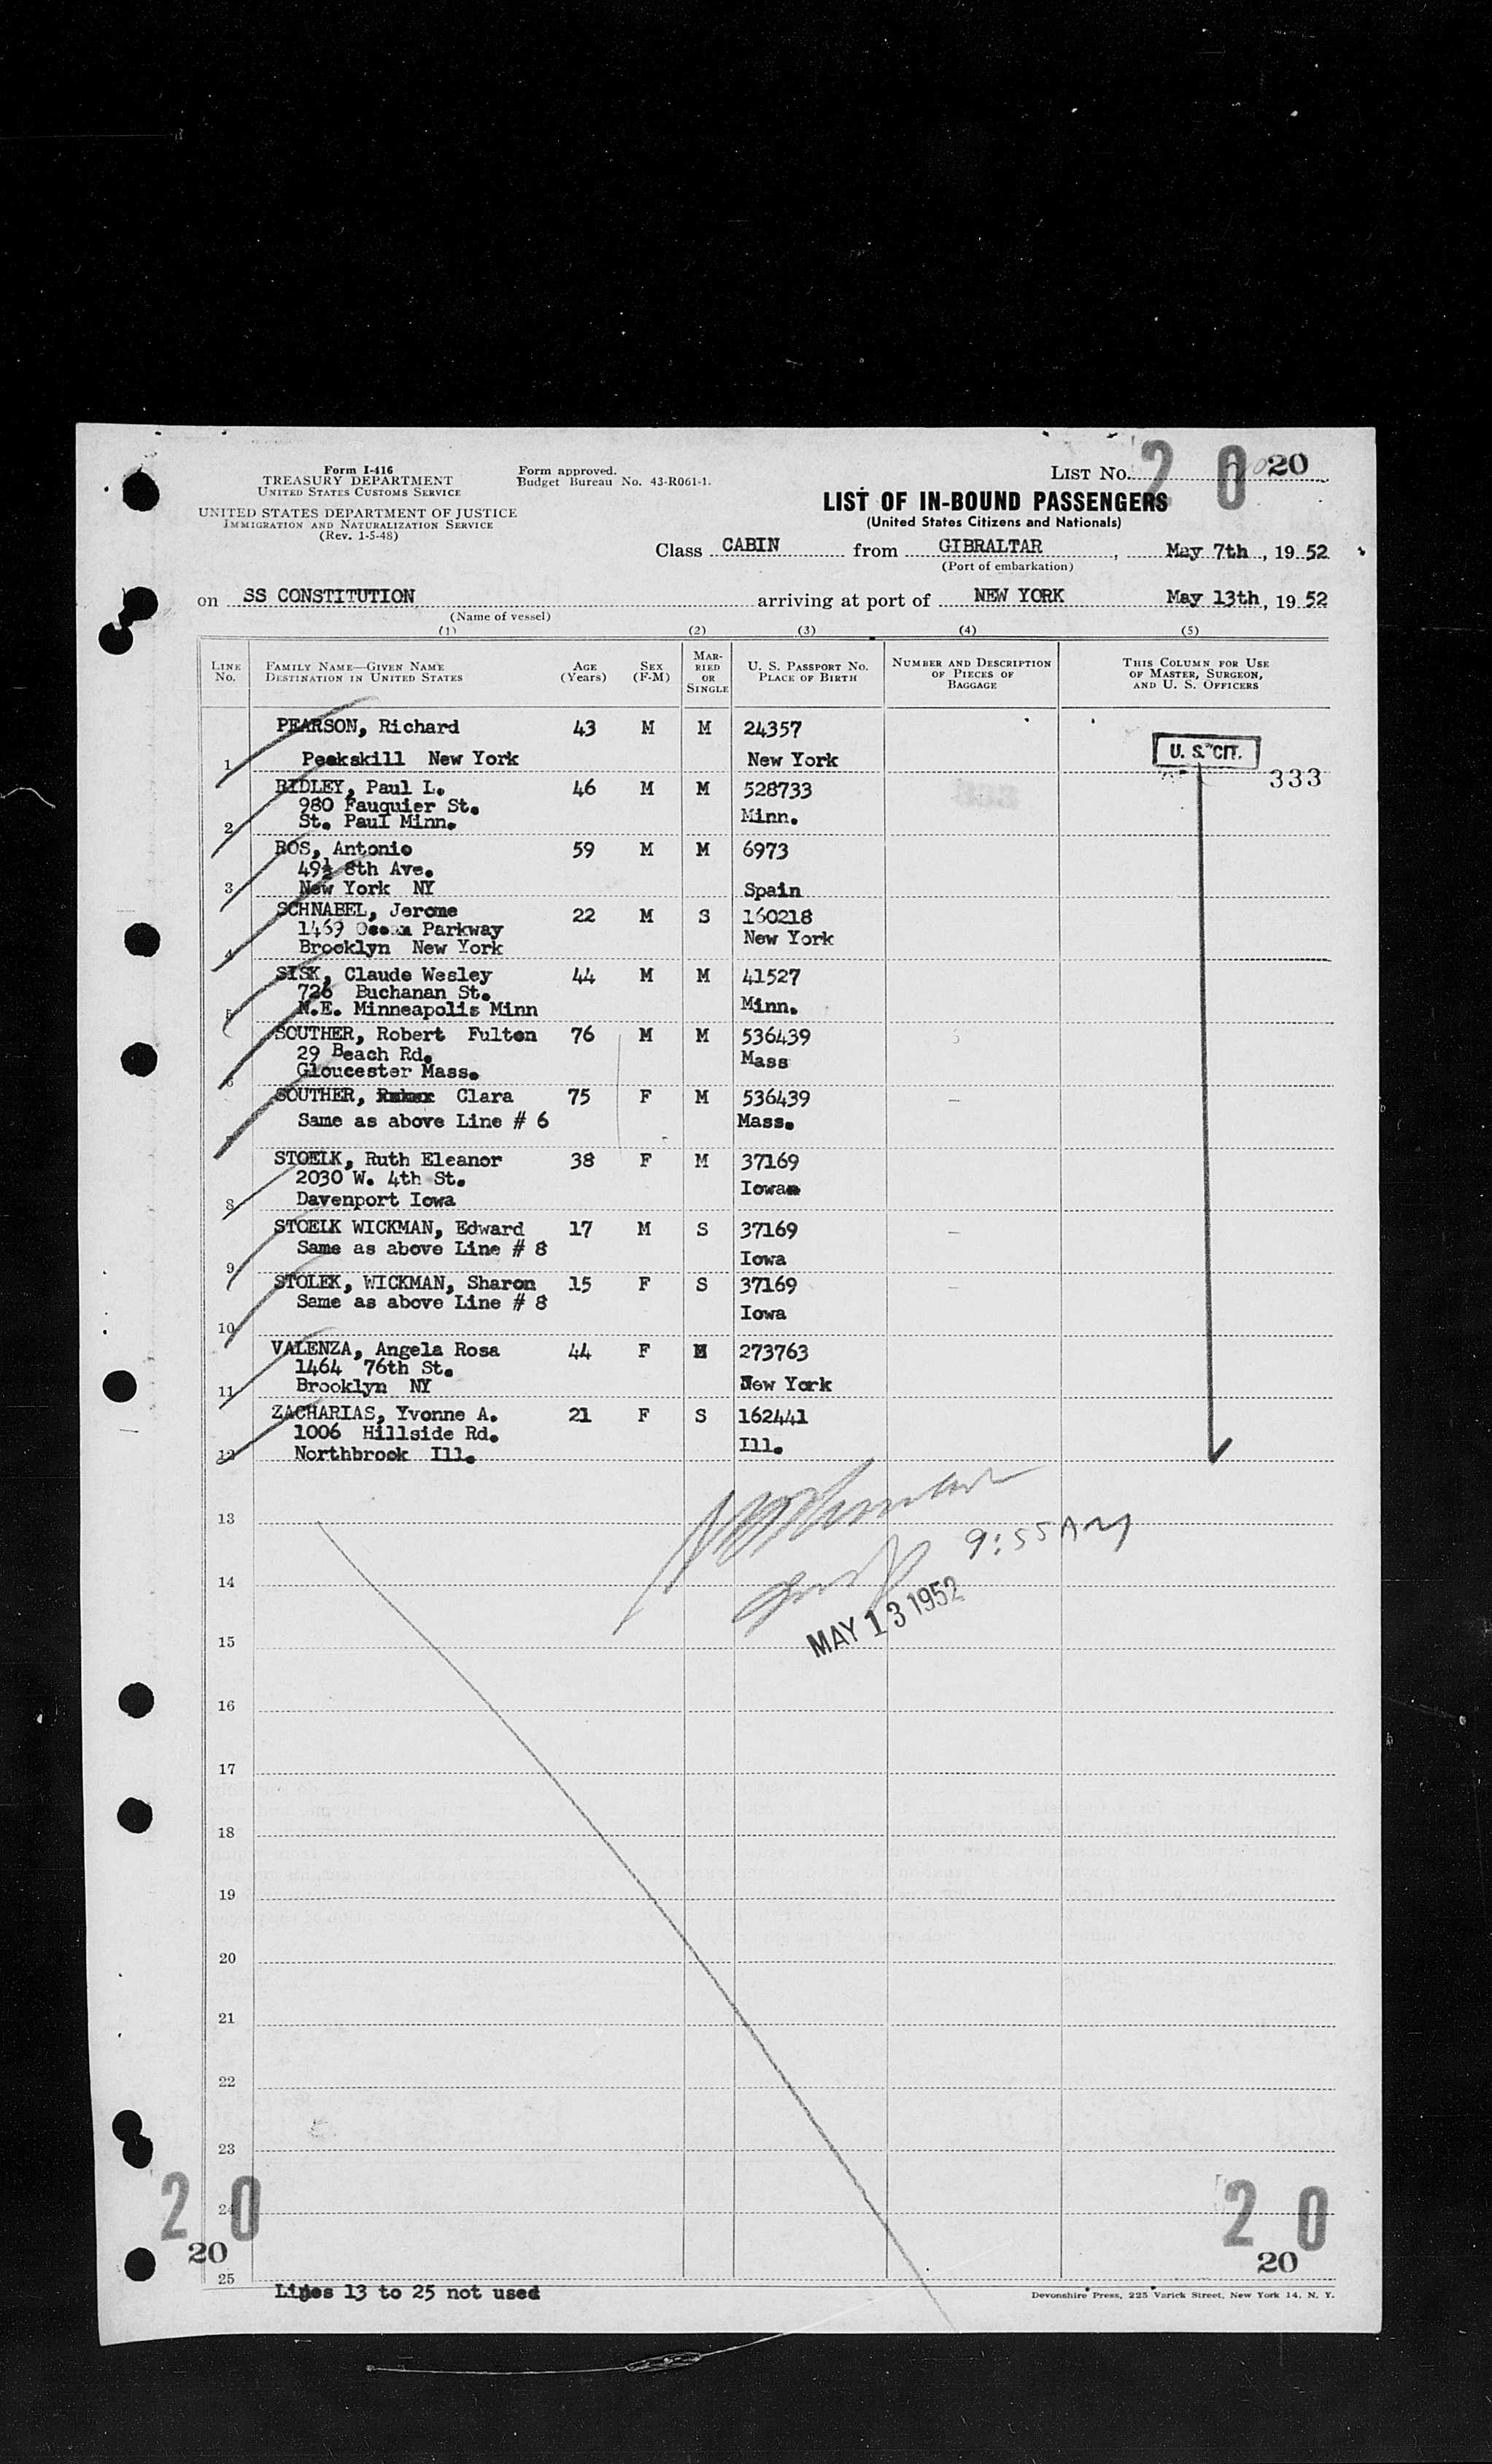 Form I-416
TREASURY DEPARTMENT
UNITED STATES CUSTOMS SERVICE
UNITED STATES DEPARTMENT OF JUSTICE
IMMIGRATION AND NATURALIZATION SERVICE
(Rev. 1-5-48)
Form approved.
Budget Bureau No. 43-R061-1.
LIST NO. 20 20
LIST OF IN-BOUND PASSENGERS
(United States Citizens and Nationals)
Class CABIN from GIBRALTAR, May 7th, 1952
(Port of embarkation)
on SS CONSTITUTION arriving at port of NEW YORK May 13th, 1952
(Name of vessel)
(1) (2) (3) (4) (5)
LINE NO. FAMILY NAME—GIVEN NAME DESTINATION IN UNITED STATES AGE (YEARS) SEX (F-M) MARRIED OR SINGLE U. S. PASSPORT NO. PLACE OF BIRTH NUMBER AND DESCRIPTION OF PIECES OF BAGGAGE THIS COLUMN FOR USE OF MASTER, SURGEON, AND U. S. OFFICERS
PEARSON, Richard 43 M M 24357
1 Peekskill New York New York U. S. CIT.
333
RIDLEY, Paul L. 46 M M 528733
980 Fauquier St.
2 St. Paul Minn. Minn.
ROS, Antonio 59 M M 6973
49½ 8th Ave.
3 New York NY Spain
SCHNABEL, Jerome 22 M S 160218
1469 Ocean Parkway New York
4 Brooklyn New York
SISK, Claude Wesley 44 M M 41527
726 Buchanan St.
5 N.E. Minneapolis Minn Minn.
SOUTHER, Robert Fulton 76 M M 536439
29 Beach Rd. Mass
6 Gloucester Mass.
SOUTHER, Clara 75 F M 536439
Same as above Line # 6 Mass.
7
STOELK, Ruth Eleanor 38 F M 37169
2030 W. 4th St. Iowa
8 Davenport Iowa
STOELK WICKMAN, Edward 17 M S 37169
Same as above Line # 8
9 Iowa
STOLEK, WICKMAN, Sharon 15 F S 37169
Same as above Line # 8
10 Iowa
VALENZA, Angela Rosa 44 F M 273763
1464 76th St.
11 Brooklyn NY New York
ZACHARIAS, Yvonne A. 21 F S 162441
1006 Hillside Rd.
12 Northbrook Ill. Ill.
13
9:55 AM
14
MAY 13 1952
15
16
17
18
19
20
21
22
23
24
20 20
20 20
25
Lines 13 to 25 not used
Devonshire Press, 225 Varick Street, New York 14, N. Y.